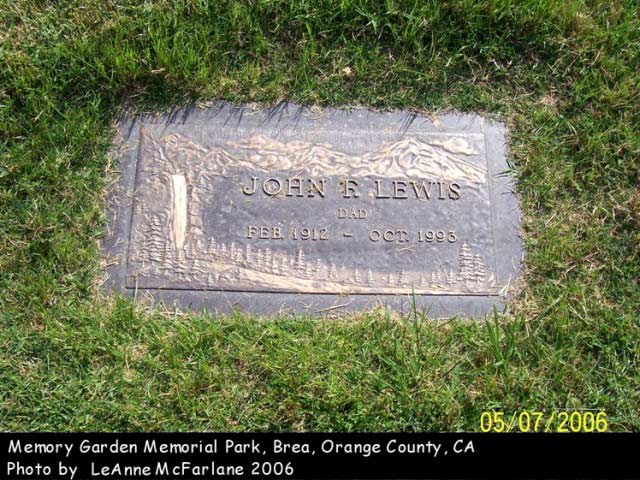 JOHN F. LEWIS
DAD
FEB. 1912 - OCT. 1993
05/07/2006
Memory Garden Memorial Park, Brea, Orange County, CA
Photo by LeAnne McFarlane 2006